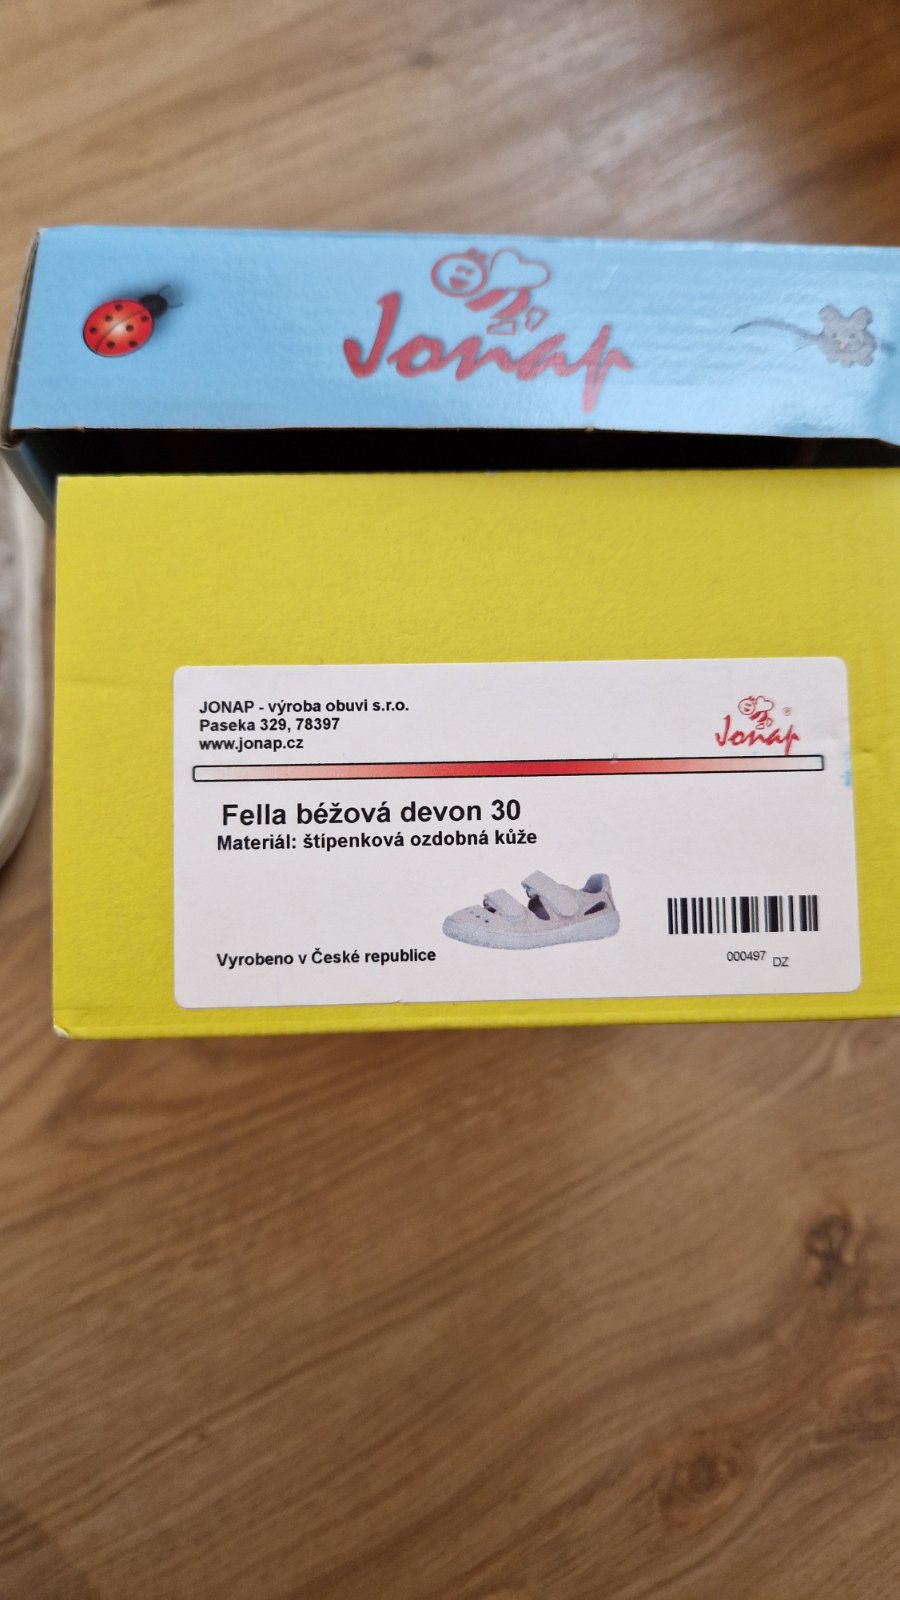 Jonap
JONAP - výroba obuvi s.r.o.
Paseka 329, 78397
www.jonap.cz
Jonap ®
Fella béžová devon 30
Materiál: štípenková ozdobná kůže
Vyrobeno v České republice
000497 DZ